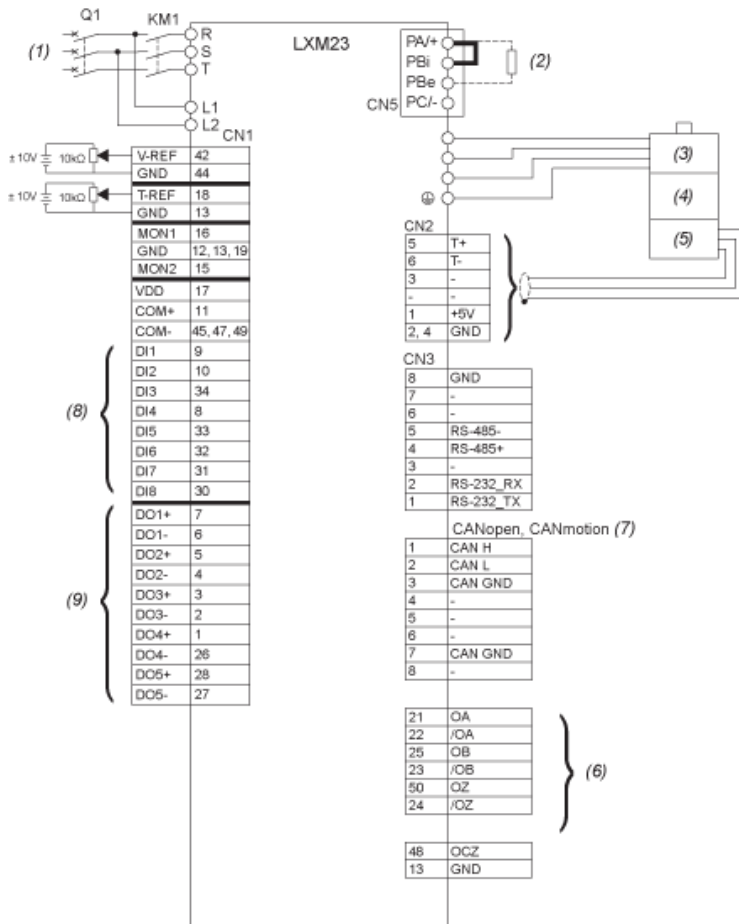 Q1
KM1
(1)
R
S
T
L1
L2
LXM23
PA/+
PBi
PBe
PC/-
CN5
(2)
(3)
(4)
(5)
CN1
± 10V 10kΩ
V-REF 42
GND 44
± 10V 10kΩ
T-REF 18
GND 13
MON1 16
GND 12, 13, 19
MON2 15
VDD 17
COM+ 11
COM- 45, 47, 49
(8)
DI1 9
DI2 10
DI3 34
DI4 8
DI5 33
DI6 32
DI7 31
DI8 30
(9)
DO1+ 7
DO1- 6
DO2+ 5
DO2- 4
DO3+ 3
DO3- 2
DO4+ 1
DO4- 26
DO5+ 28
DO5- 27
CN2
5 T+
6 T-
3 -
- -
1 +5V
2, 4 GND
CN3
8 GND
7 -
6 -
5 RS-485-
4 RS-485+
3 -
2 RS-232_RX
1 RS-232_TX
CANopen, CANmotion (7)
1 CAN H
2 CAN L
3 CAN GND
4 -
5 -
6 -
7 CAN GND
8 -
21 OA
22 /OA
25 OB
23 /OB
50 OZ
24 /OZ
(6)
48 OCZ
13 GND